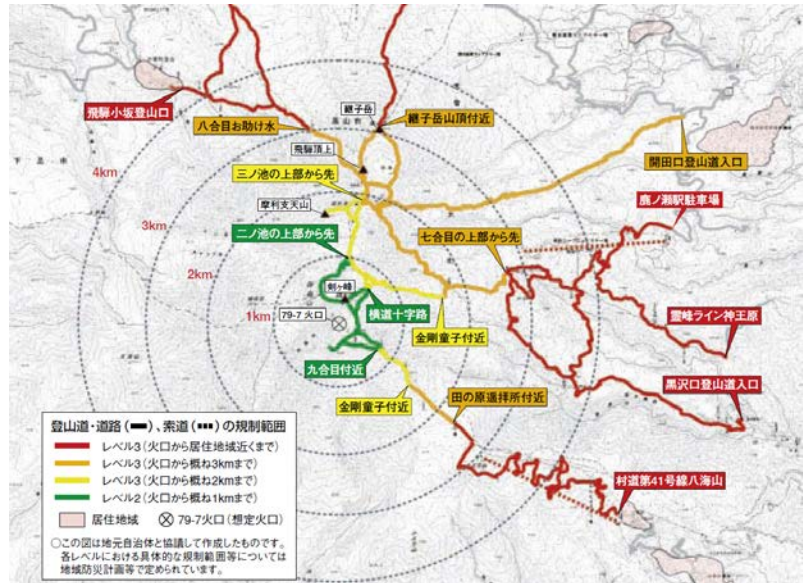 継子岳
飛騨小坂登山口
八合目お助け水
継子岳山頂付近
飛騨頂上
開田口登山道入口
4km
三ノ池の上部から先
摩利支天山
鹿ノ瀬駅駐車場
3km
二ノ池の上部から先
七合目の上部から先
2km
剣ヶ峰
1km
79-7 火口
横道十字路
霊峰ライン神王原
金剛童子付近
九合目付近
黒沢口登山道入口
金剛童子付近
田の原遥拝所付近
登山道・道路(━)、索道(┅)の規制範囲
レベル3(火口から居住地域近くまで)
レベル3(火口から概ね3kmまで)
レベル3(火口から概ね2kmまで)
レベル2(火口から概ね1kmまで)
居住地域
79-7火口(想定火口)
○この図は地元自治体と協議して作成したものです。
各レベルにおける具体的な規制範囲等については
地域防災計画等で定められています。
村道第41号線八海山